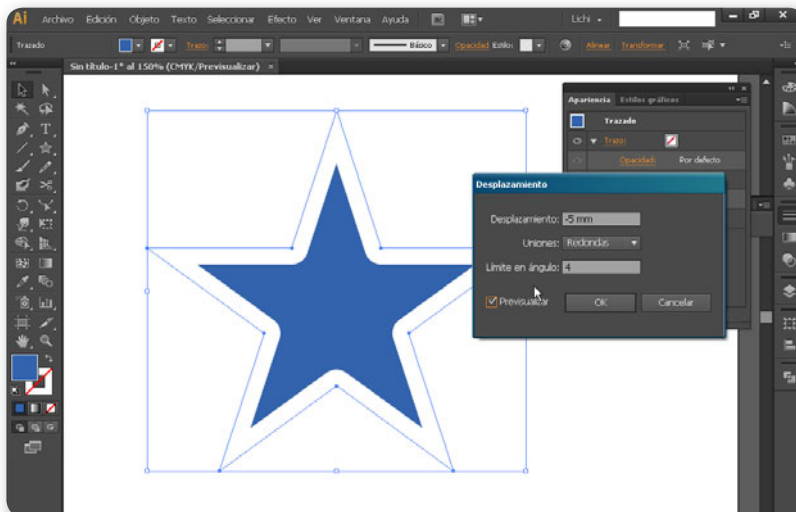 Ai Archivo Edición Objeto Texto Seleccionar Efecto Ver Ventana Ayuda Br Lichi
Trazado Trazo: Básico Opacidad Estilo: Alinear Transformar
Sin título-1* al 150% (CMYK/Previsualizar) ×
Apariencia Estilos gráficos
Trazado
Trazo:
Opacidad: Por defecto
Desplazamiento
Desplazamiento: -5 mm
Uniones: Redondas
Límite en ángulo: 4
Previsualizar OK Cancelar